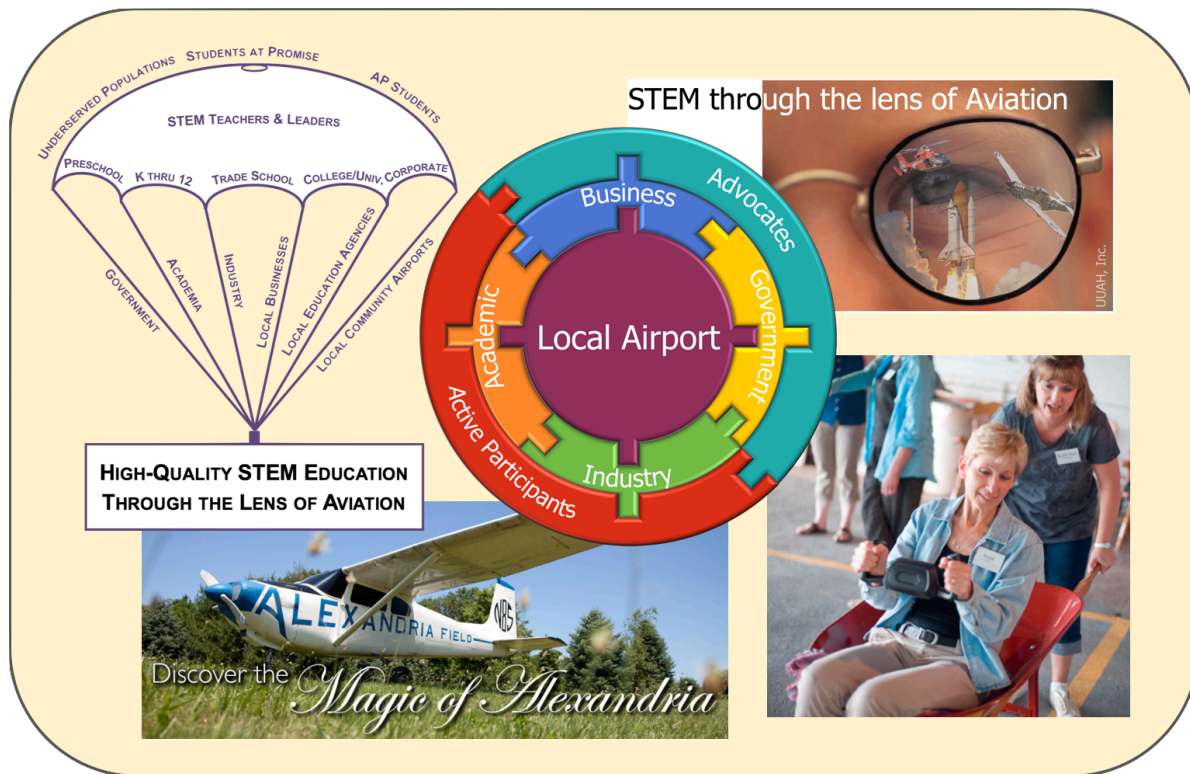 UNDERSERVED POPULATIONS
STUDENTS AT PROMISE
AP STUDENTS
STEM TEACHERS & LEADERS
PRESCHOOL
K THRU 12
TRADE SCHOOL
COLLEGE/UNIV.
CORPORATE
GOVERNMENT
ACADEMIA
INDUSTRY
LOCAL BUSINESSES
LOCAL EDUCATION AGENCIES
LOCAL COMMUNITY AIRPORTS
HIGH-QUALITY STEM EDUCATION
THROUGH THE LENS OF AVIATION
STEM through the lens of Aviation
UUAH, Inc.
Advocates
Business
Government
Academic
Local Airport
Industry
Active Participants
ALEXANDRIA FIELD
N85
Discover the
Magic of Alexandria